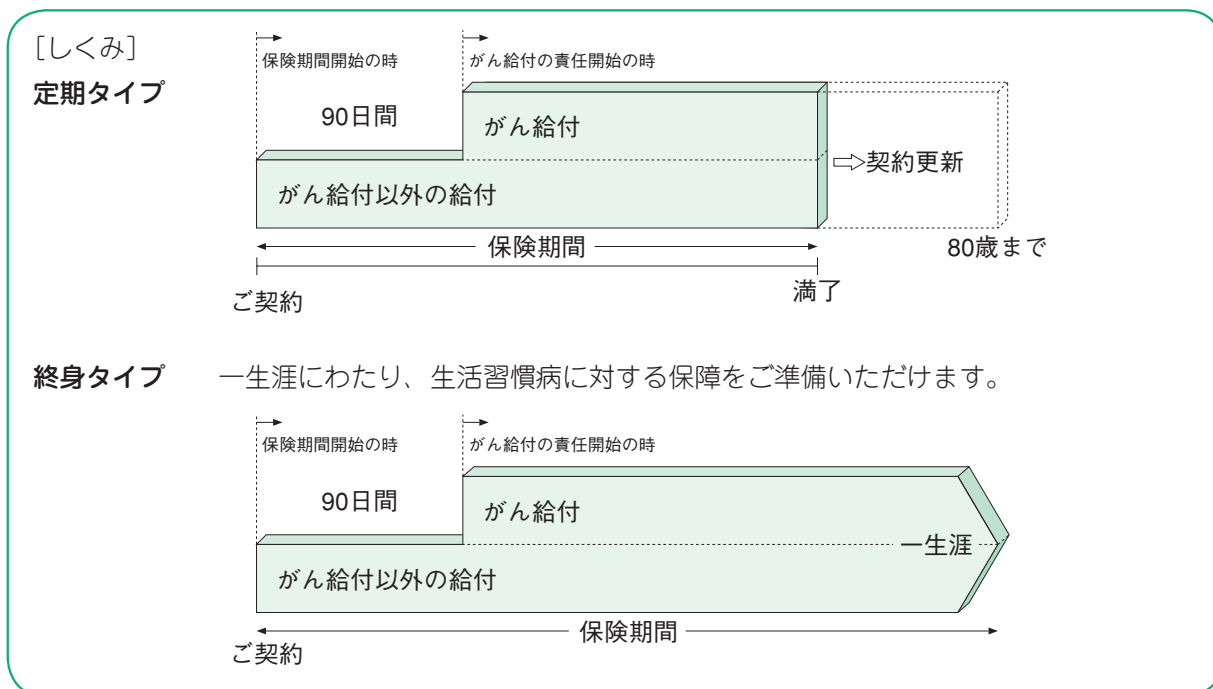 [しくみ]
定期タイプ
保険期間開始の時
がん給付の責任開始の時
90日間
がん給付
⇨契約更新
がん給付以外の給付
保険期間
80歳まで
満了
ご契約
終身タイプ 一生涯にわたり、生活習慣病に対する保障をご準備いただけます。
保険期間開始の時
がん給付の責任開始の時
90日間
がん給付
一生涯
がん給付以外の給付
保険期間
ご契約